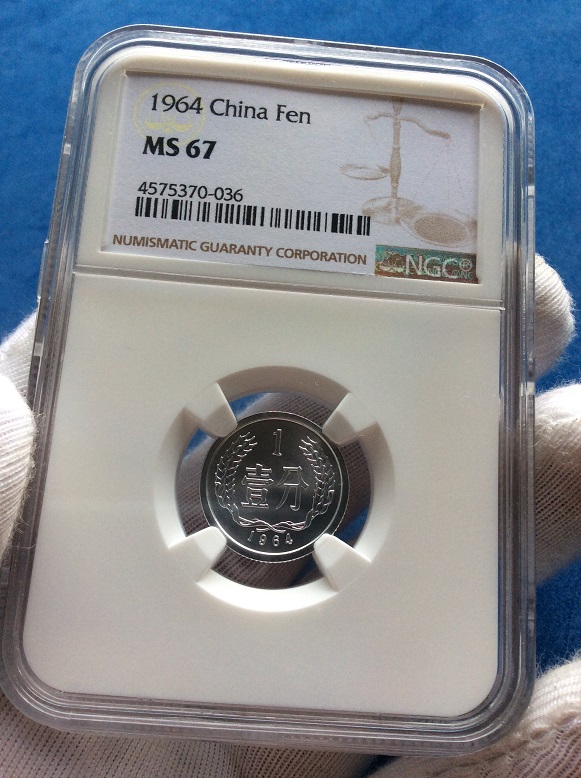 1964 China Fen
MS 67
4575370-036
NUMISMATIC GUARANTY CORPORATION
NGC®
1
壹分
1964